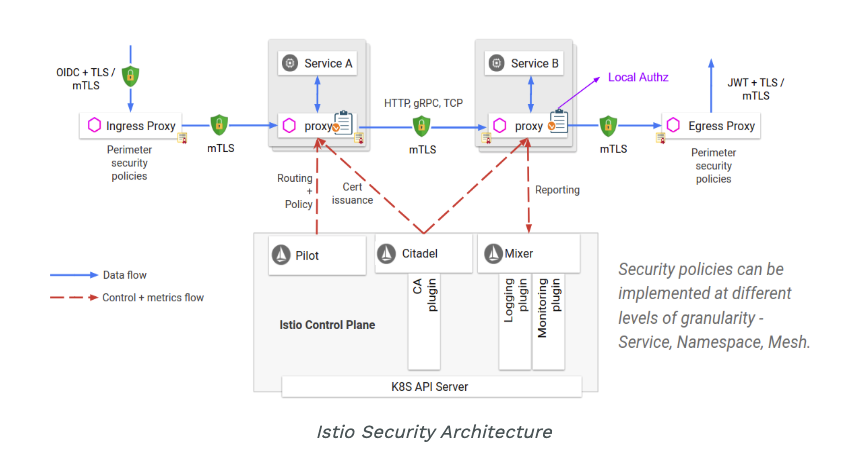 OIDC + TLS /
mTLS
Service A
Service B
Local Authz
JWT + TLS /
mTLS
HTP, gRPC, TCP
Ingress Proxy
mTLS
proxy
mTLS
proxy
mTLS
Egress Proxy
Perimeter
security
policies
Perimeter
security
policies
Routing
+
Policy
Cert
issuance
Reporting
Pilot
Citadel
Mixer
Data flow
Control + metrics flow
CA
plugin
Logging
plugin
Monitoring
plugin
Istio Control Plane
K8S API Server
Security policies can be
implemented at different
levels of granularity -
Service, Namespace, Mesh.
Istio Security Architecture